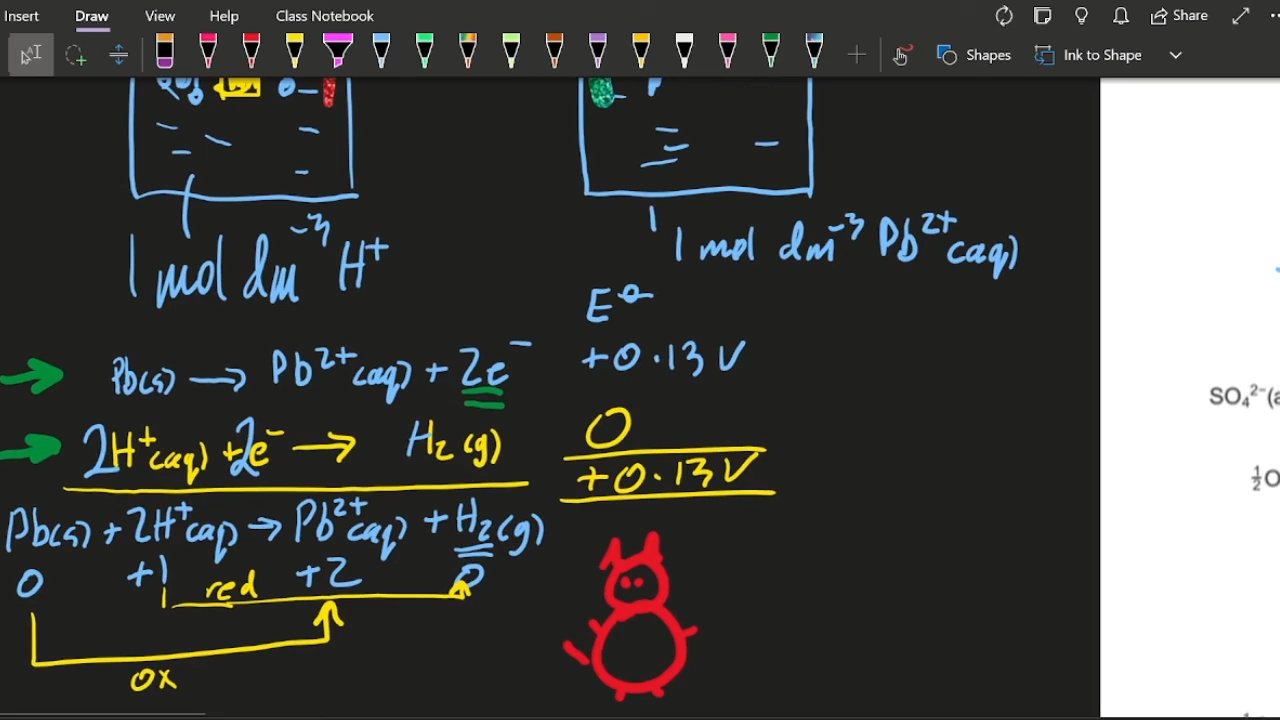 Insert Draw View Help Class Notebook Share
Shapes Ink to Shape
1 mol dm⁻³ H⁺
1 mol dm⁻³ Pb²⁺(aq)
E⦵
Pb(s) → Pb²⁺(aq) + 2e⁻ +0.13 V
2H⁺(aq) + 2e⁻ → H₂(g) 0
+0.13 V
Pb(s) + 2H⁺(aq) → Pb²⁺(aq) + H₂(g)
0 +1 red +2 0
ox
SO₄²⁻(a
½O